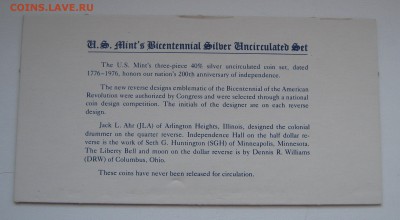 COINS.LAVE.RU
U.S. Mint's Bicentennial Silver Uncirculated Set
The U.S. Mint's three-piece 40% silver uncirculated coin set, dated
1776-1976, honors our nation's 200th anniversary of independence.
The new reverse designs emblematic of the Bicentennial of the American
Revolution were authorized by Congress and were selected through a national
coin design competition. The initials of the designer are on each reverse
design.
Jack L. Ahr (JLA) of Arlington Heights, Illinois, designed the colonial
drummer on the quarter reverse. Independence Hall on the half dollar re-
verse is the work of Seth G. Huntington (SGH) of Minneapolis, Minnesota.
The Liberty Bell and moon on the dollar reverse is by Dennis R. Williams
(DRW) of Columbus, Ohio.
These coins have never been released for circulation.